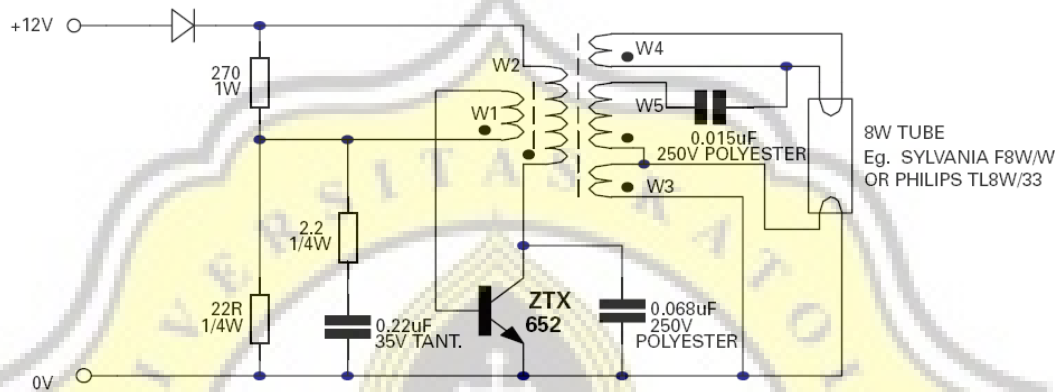 +12V
270
1W
W1
W2
W4
W5
W3
0.015uF
250V POLYESTER
8W TUBE
Eg. SYLVANIA F8W/W
OR PHILIPS TL8W/33
2.2
1/4W
22R
1/4W
0.22uF
35V TANT.
ZTX
652
0.068uF
250V
POLYESTER
0V
IVERSITAS KATO